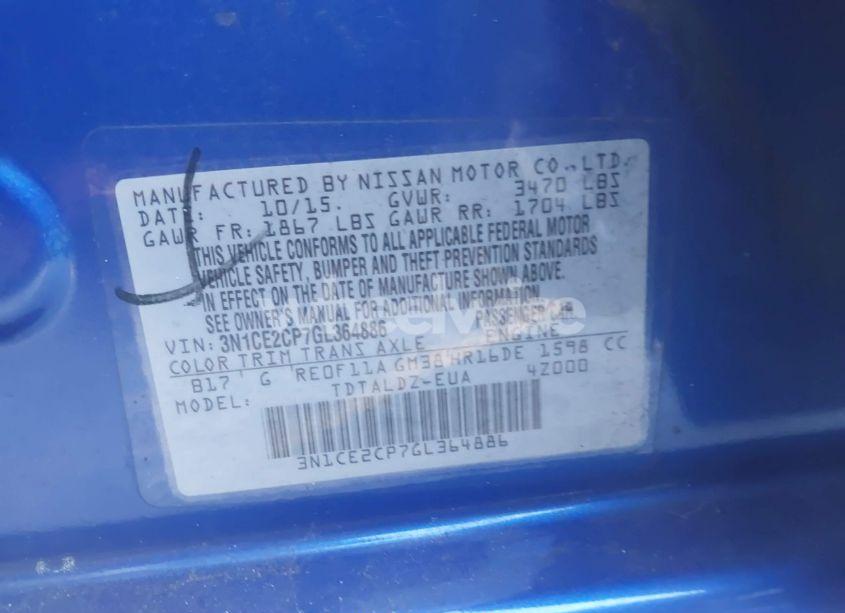 MANUFACTURED BY NISSAN MOTOR CO.,LTD.
DATE: 10/15. GVWR: 3470 LBS
GAWR FR: 1867 LBS GAWR RR: 1704 LBS
THIS VEHICLE CONFORMS TO ALL APPLICABLE FEDERAL MOTOR
VEHICLE SAFETY, BUMPER AND THEFT PREVENTION STANDARDS
IN EFFECT ON THE DATE OF MANUFACTURE SHOWN ABOVE.
SEE OWNER'S MANUAL FOR ADDITIONAL INFORMATION
VIN: 3N1CE2CP7GL364886 PASSENGER CAR
COLOR TRIM TRANS AXLE ENGINE
B17 G RE0F11A GM38 HR16DE 1598 CC
MODEL: TDTALDZ-EUA 4Z000
3N1CE2CP7GL364886